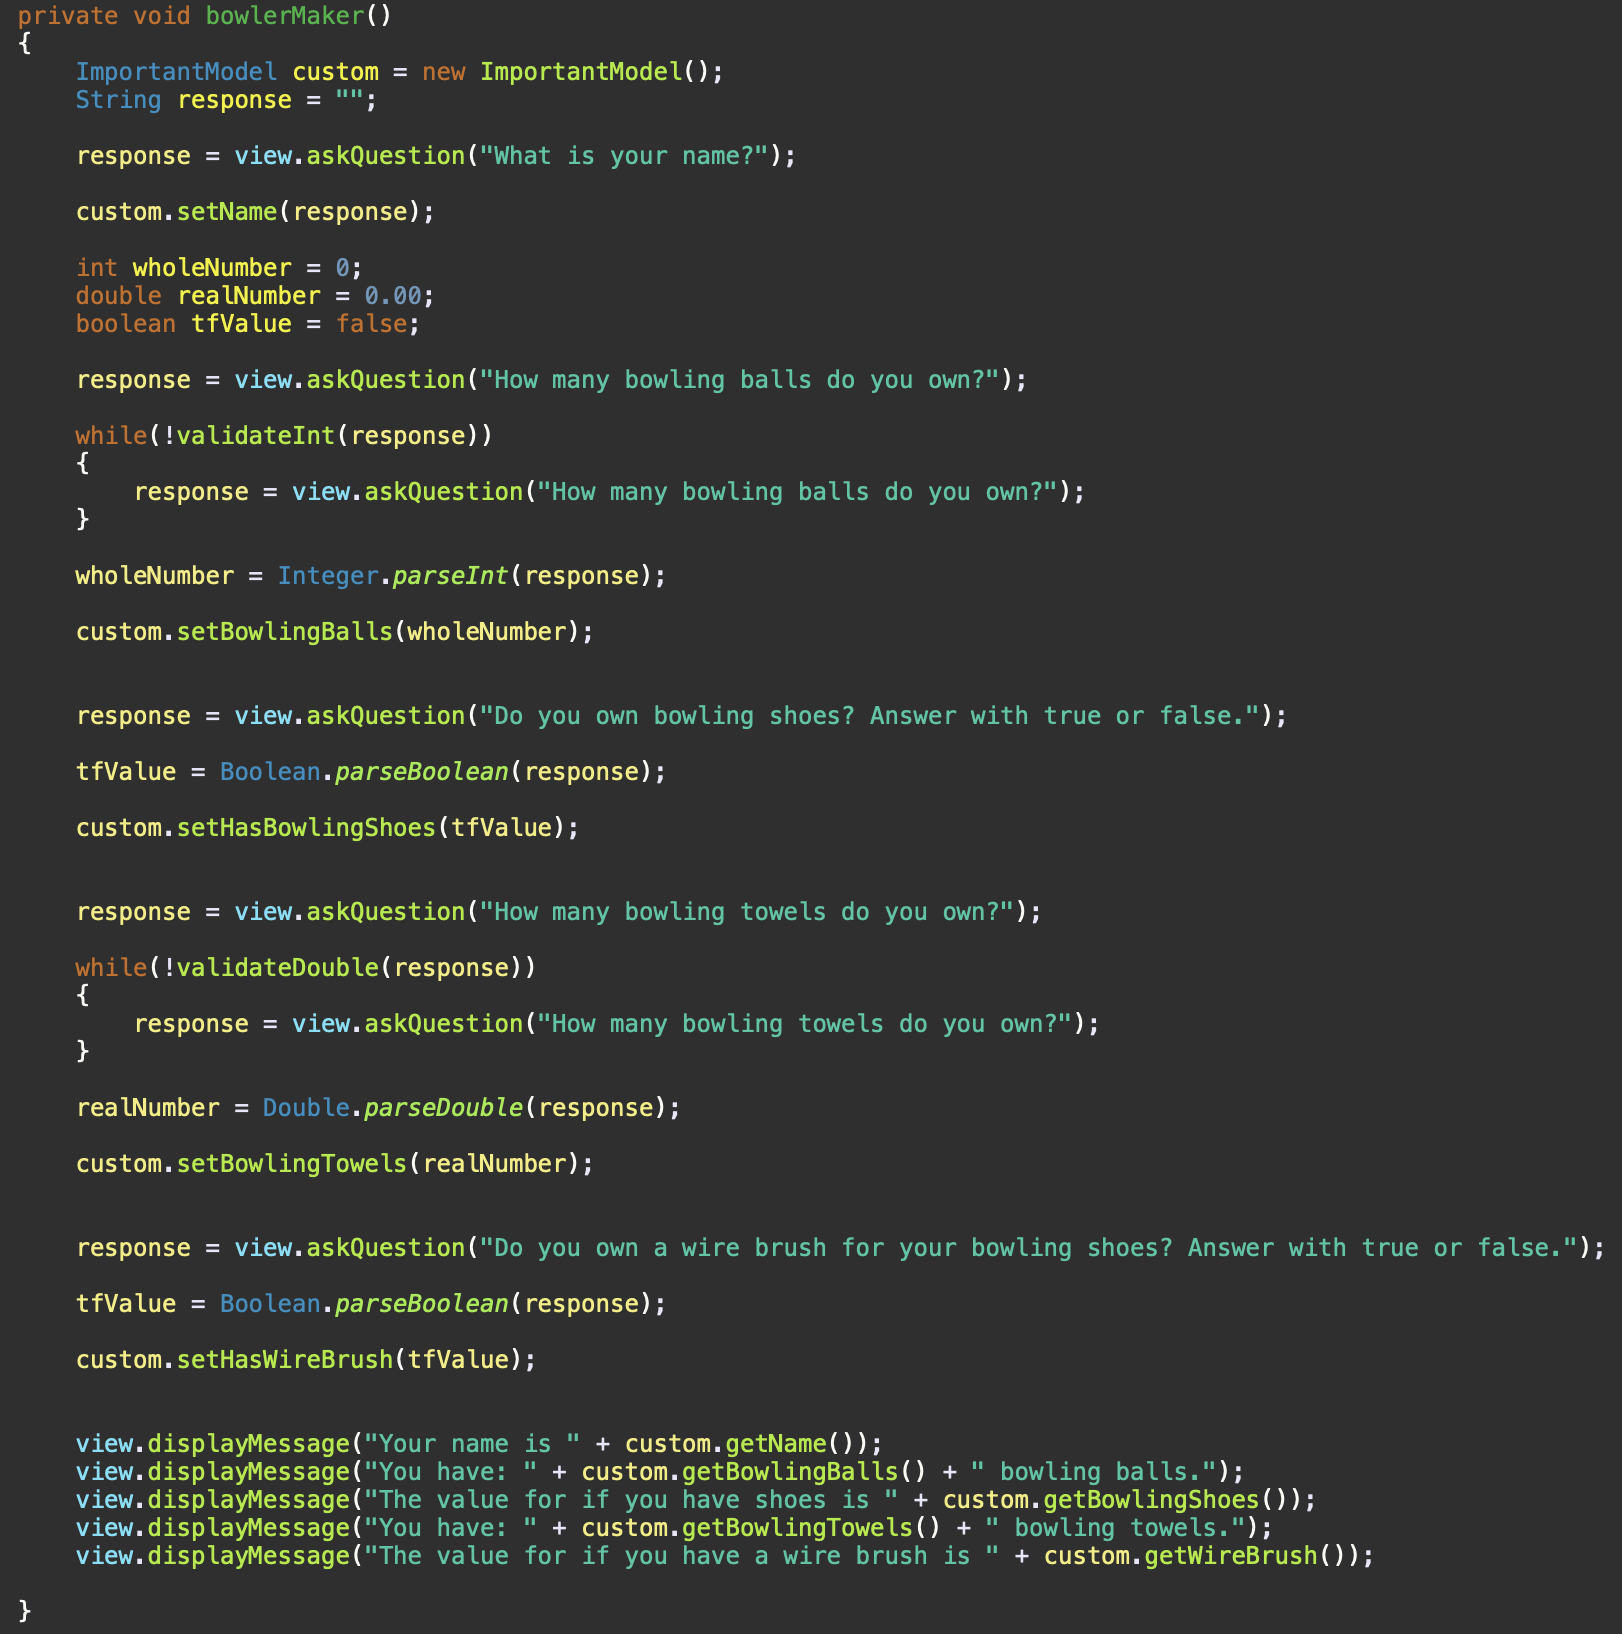 private void bowlerMaker()
{
    ImportantModel custom = new ImportantModel();
    String response = "";

    response = view.askQuestion("What is your name?");

    custom.setName(response);

    int wholeNumber = 0;
    double realNumber = 0.00;
    boolean tfValue = false;

    response = view.askQuestion("How many bowling balls do you own?");

    while(!validateInt(response))
    {
        response = view.askQuestion("How many bowling balls do you own?");
    }

    wholeNumber = Integer.parseInt(response);

    custom.setBowlingBalls(wholeNumber);


    response = view.askQuestion("Do you own bowling shoes? Answer with true or false.");

    tfValue = Boolean.parseBoolean(response);

    custom.setHasBowlingShoes(tfValue);


    response = view.askQuestion("How many bowling towels do you own?");

    while(!validateDouble(response))
    {
        response = view.askQuestion("How many bowling towels do you own?");
    }

    realNumber = Double.parseDouble(response);

    custom.setBowlingTowels(realNumber);


    response = view.askQuestion("Do you own a wire brush for your bowling shoes? Answer with true or false.");

    tfValue = Boolean.parseBoolean(response);

    custom.setHasWireBrush(tfValue);


    view.displayMessage("Your name is " + custom.getName());
    view.displayMessage("You have: " + custom.getBowlingBalls() + " bowling balls.");
    view.displayMessage("The value for if you have shoes is " + custom.getBowlingShoes());
    view.displayMessage("You have: " + custom.getBowlingTowels() + " bowling towels.");
    view.displayMessage("The value for if you have a wire brush is " + custom.getWireBrush());

}